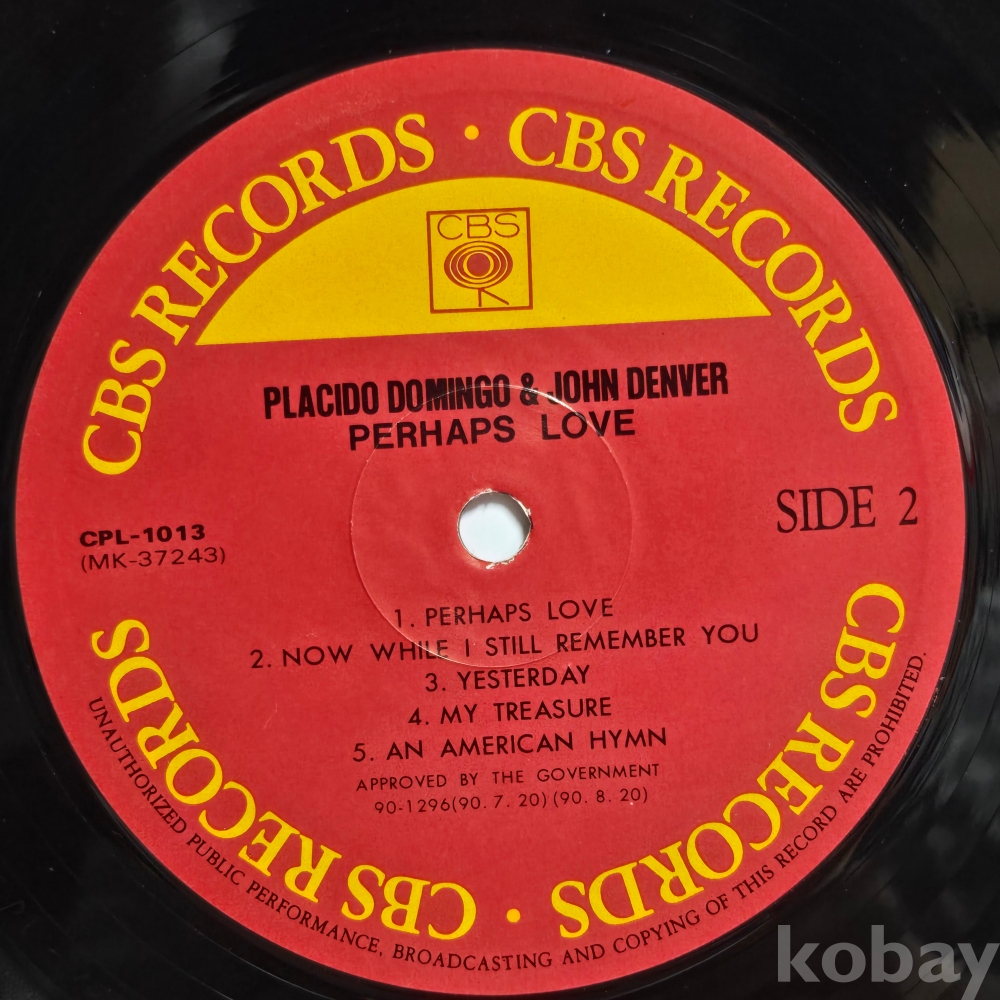 CBS RECORDS · CBS RECORDS
CBS
PLACIDO DOMINGO & JOHN DENVER
PERHAPS LOVE
SIDE 2
CPL-1013
(MK-37243)
1. PERHAPS LOVE
2. NOW WHILE I STILL REMEMBER YOU
3. YESTERDAY
4. MY TREASURE
5. AN AMERICAN HYMN
APPROVED BY THE GOVERNMENT
90-1296(90. 7. 20)(90. 8. 20)
CBS RECORDS · CBS RECORDS
UNAUTHORIZED PUBLIC PERFORMANCE, BROADCASTING AND COPYING OF THIS RECORD ARE PROHIBITED.
kobay